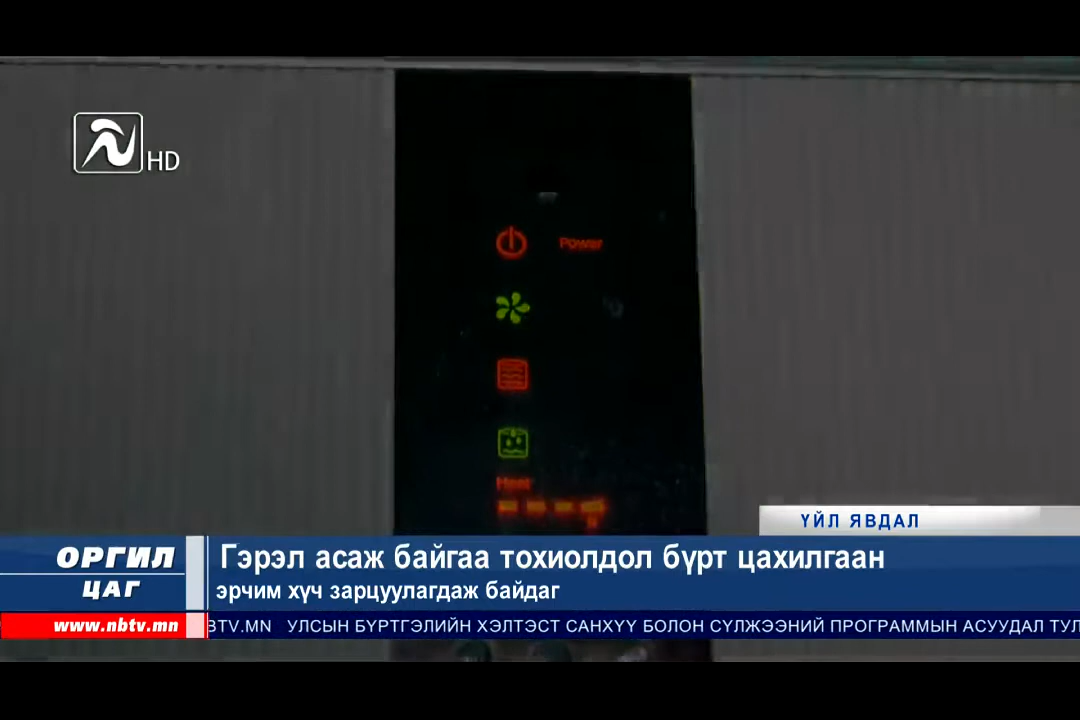 HD
Power
Heat
ҮЙЛ ЯВДАЛ
ОРГИЛ
ЦАГ
Гэрэл асаж байгаа тохиолдол бүрт цахилгаан
эрчим хүч зарцуулагдаж байдаг
www.nbtv.mn
BTV.MN УЛСЫН БҮРТГЭЛИЙН ХЭЛТЭСТ САНХҮҮ БОЛОН СҮЛЖЭЭНИЙ ПРОГРАММЫН АСУУДАЛ ТУЛ